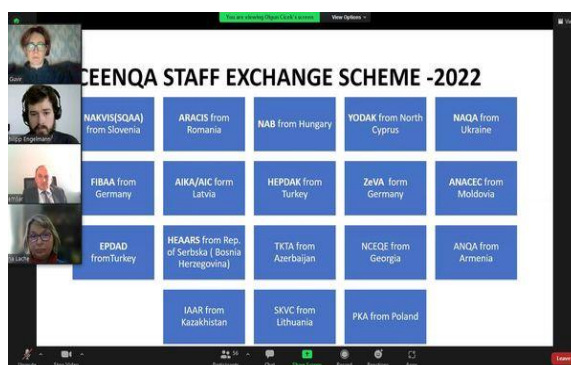 You are viewing Olgun Cicek's screen
View Options
CEENQA STAFF EXCHANGE SCHEME -2022
NAKVIS(SQAA)
from Slovenia
ARACIS from
Romania
NAB from Hungary
YODAK from North
Cyprus
NAQA from
Ukraine
FIBAA from
Germany
AIKA/AIC form
Latvia
HEPDAK from
Turkey
ZeVA form
Germany
ANACEC from
Moldovia
EPDAD
fromTurkey
HEAARS from Rep.
of Serbska ( Bosnia
Herzegovina)
TKTA from
Azerbaijan
NCEQE from
Georgia
ANQA from
Armenia
IAAR from
Kazakhstan
SKVC from
Lithuania
PKA from Poland
Engelmann
56
Chat
Leave